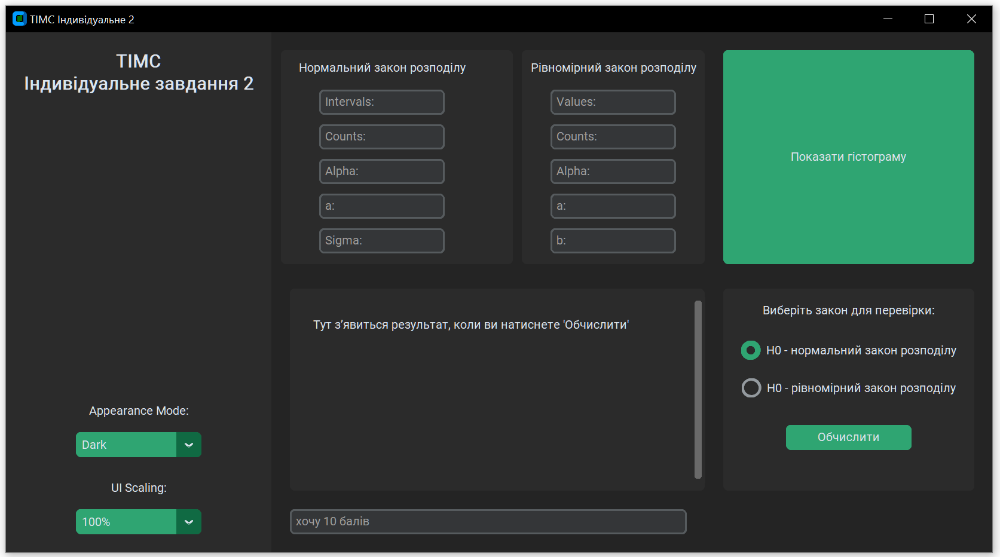 ТІМС Індивідуальне 2
ТІМС
Індивідуальне завдання 2
Appearance Mode:
Dark
UI Scaling:
100%
Нормальний закон розподілу
Intervals:
Counts:
Alpha:
a:
Sigma:
Рівномірний закон розподілу
Values:
Counts:
Alpha:
a:
b:
Показати гістограму
Тут з’явиться результат, коли ви натиснете 'Обчислити'
хочу 10 балів
Виберіть закон для перевірки:
H0 - нормальний закон розподілу
H0 - рівномірний закон розподілу
Обчислити